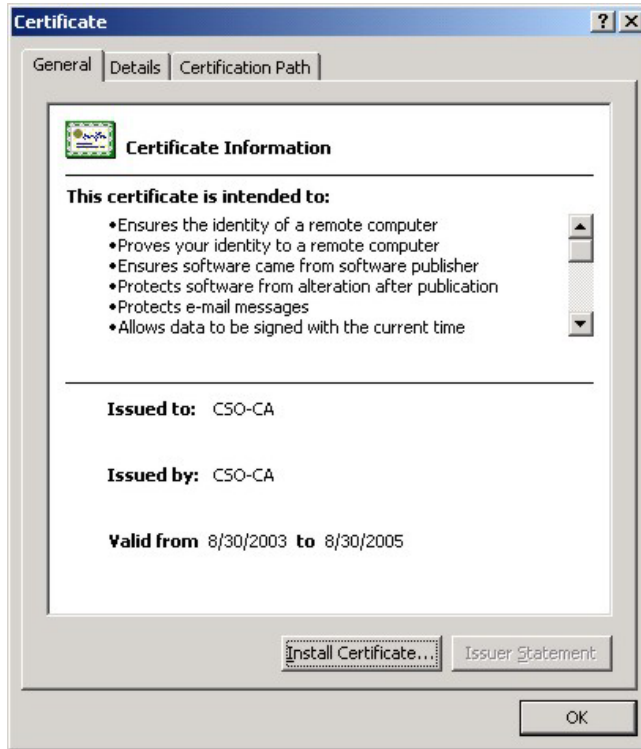 Certificate
General Details Certification Path
Certificate Information
This certificate is intended to:
•Ensures the identity of a remote computer
•Proves your identity to a remote computer
•Ensures software came from software publisher
•Protects software from alteration after publication
•Protects e-mail messages
•Allows data to be signed with the current time
Issued to: CSO-CA
Issued by: CSO-CA
Valid from 8/30/2003 to 8/30/2005
Install Certificate... Issuer Statement
OK